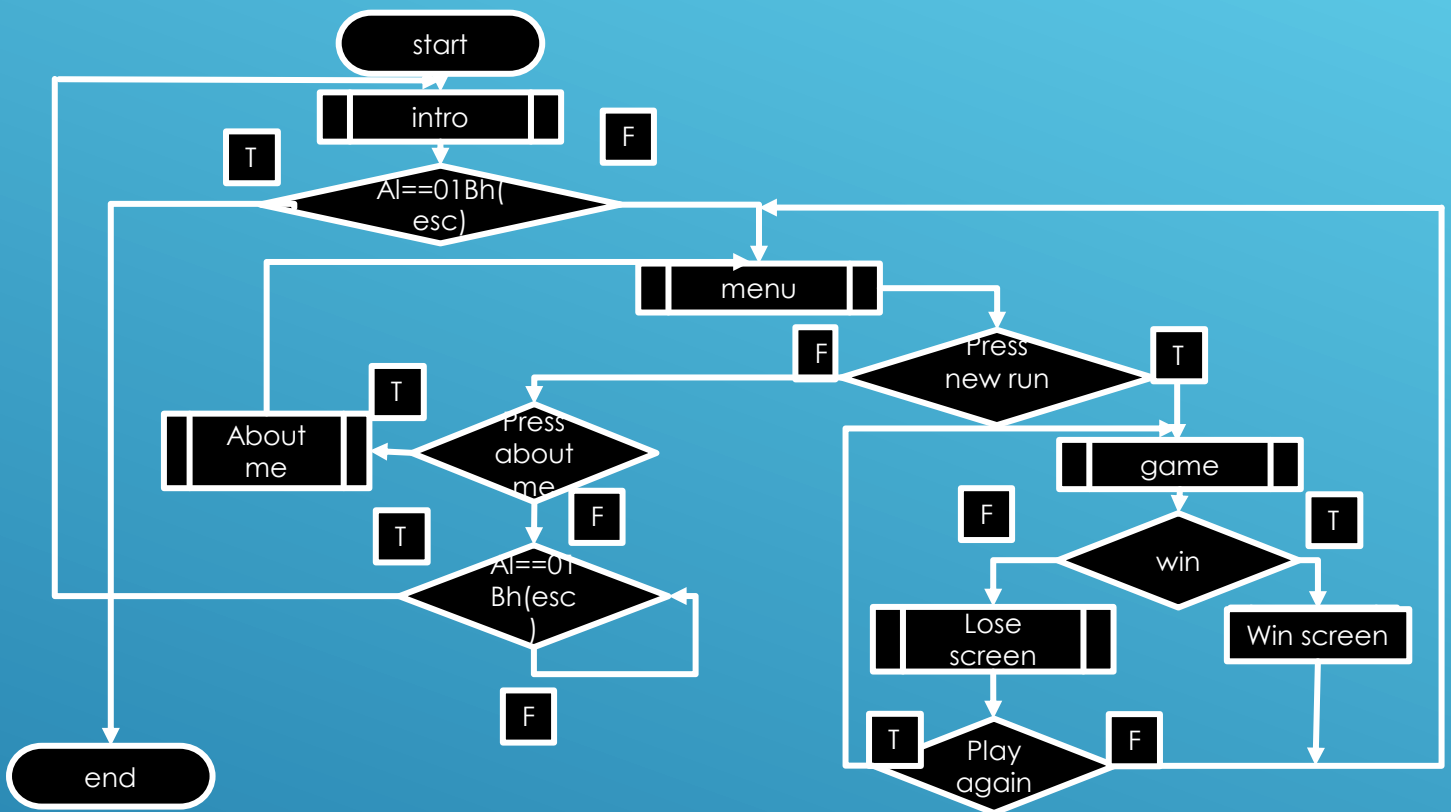 start
intro
T
F
Al==01Bh(
esc)
menu
F
Press
new run
T
T
About
me
Press
about
me
game
F
F
T
T
win
Al==01
Bh(esc
)
Lose
screen
Win screen
F
T
F
Play
again
end